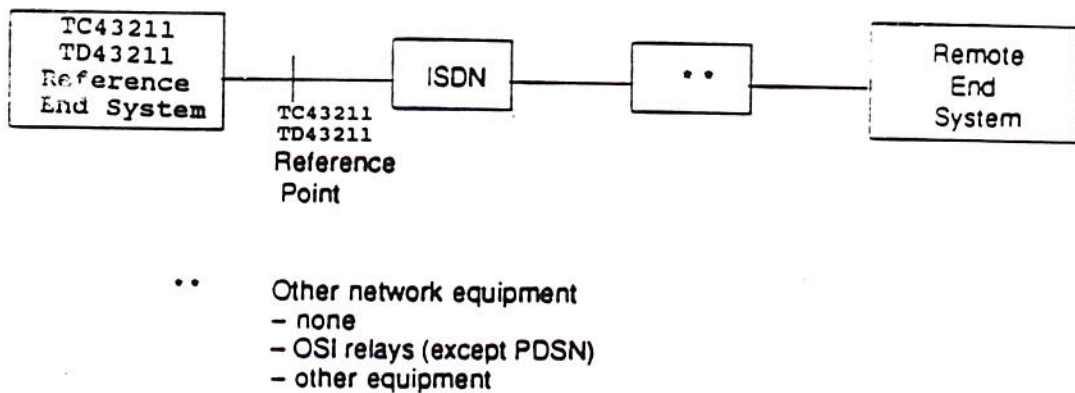 TC43211
TD43211
Reference
End System
TC43211
TD43211
Reference
Point
ISDN
**
Remote
End
System
** Other network equipment
– none
– OSI relays (except PDSN)
– other equipment